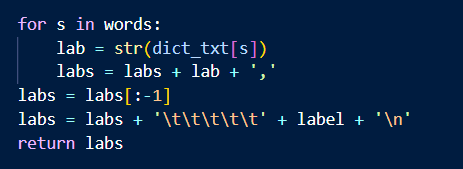 for s in words:
    lab = str(dict_txt[s])
    labs = labs + lab + ','
labs = labs[:-1]
labs = labs + '\t\t\t\t\t' + label + '\n'
return labs